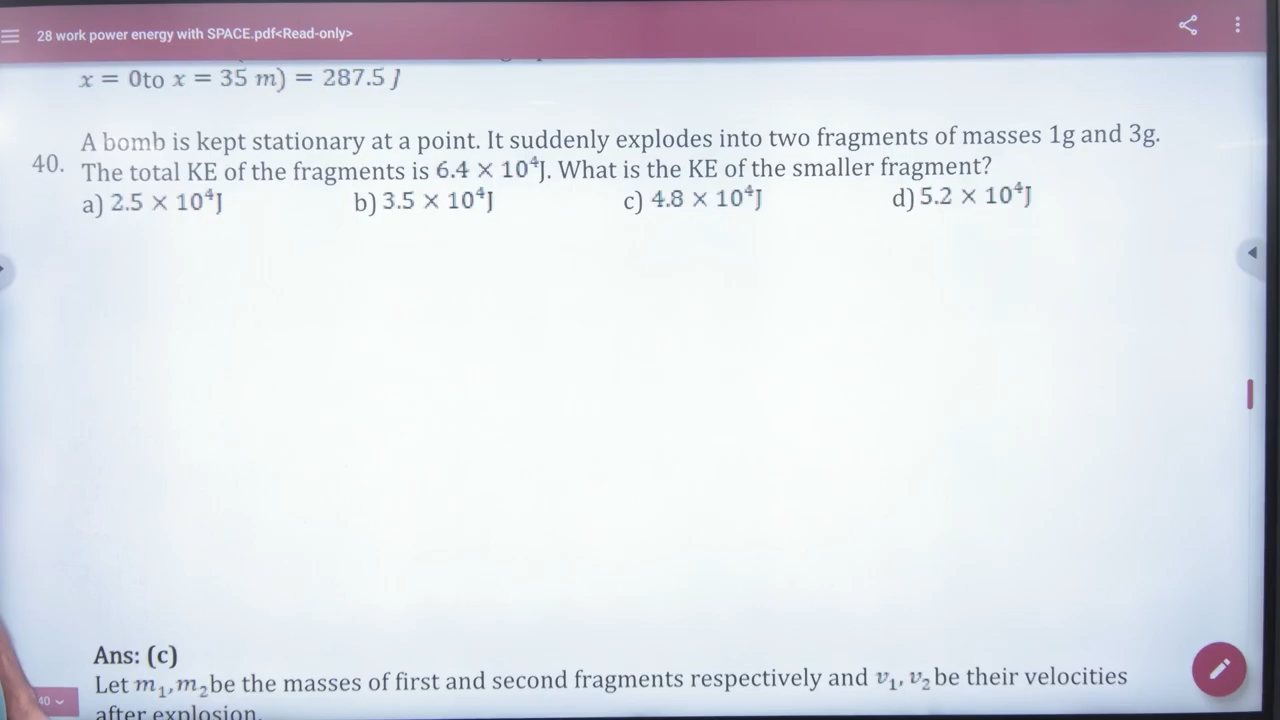 28 work power energy with SPACE.pdf<Read-only>
x = 0to x = 35 m) = 287.5 J
A bomb is kept stationary at a point. It suddenly explodes into two fragments of masses 1g and 3g.
40. The total KE of the fragments is 6.4 × 10⁴J. What is the KE of the smaller fragment?
a) 2.5 × 10⁴J b) 3.5 × 10⁴J c) 4.8 × 10⁴J d) 5.2 × 10⁴J
Ans: (c)
Let m₁,m₂be the masses of first and second fragments respectively and v₁, v₂ be their velocities
40
after explosion.